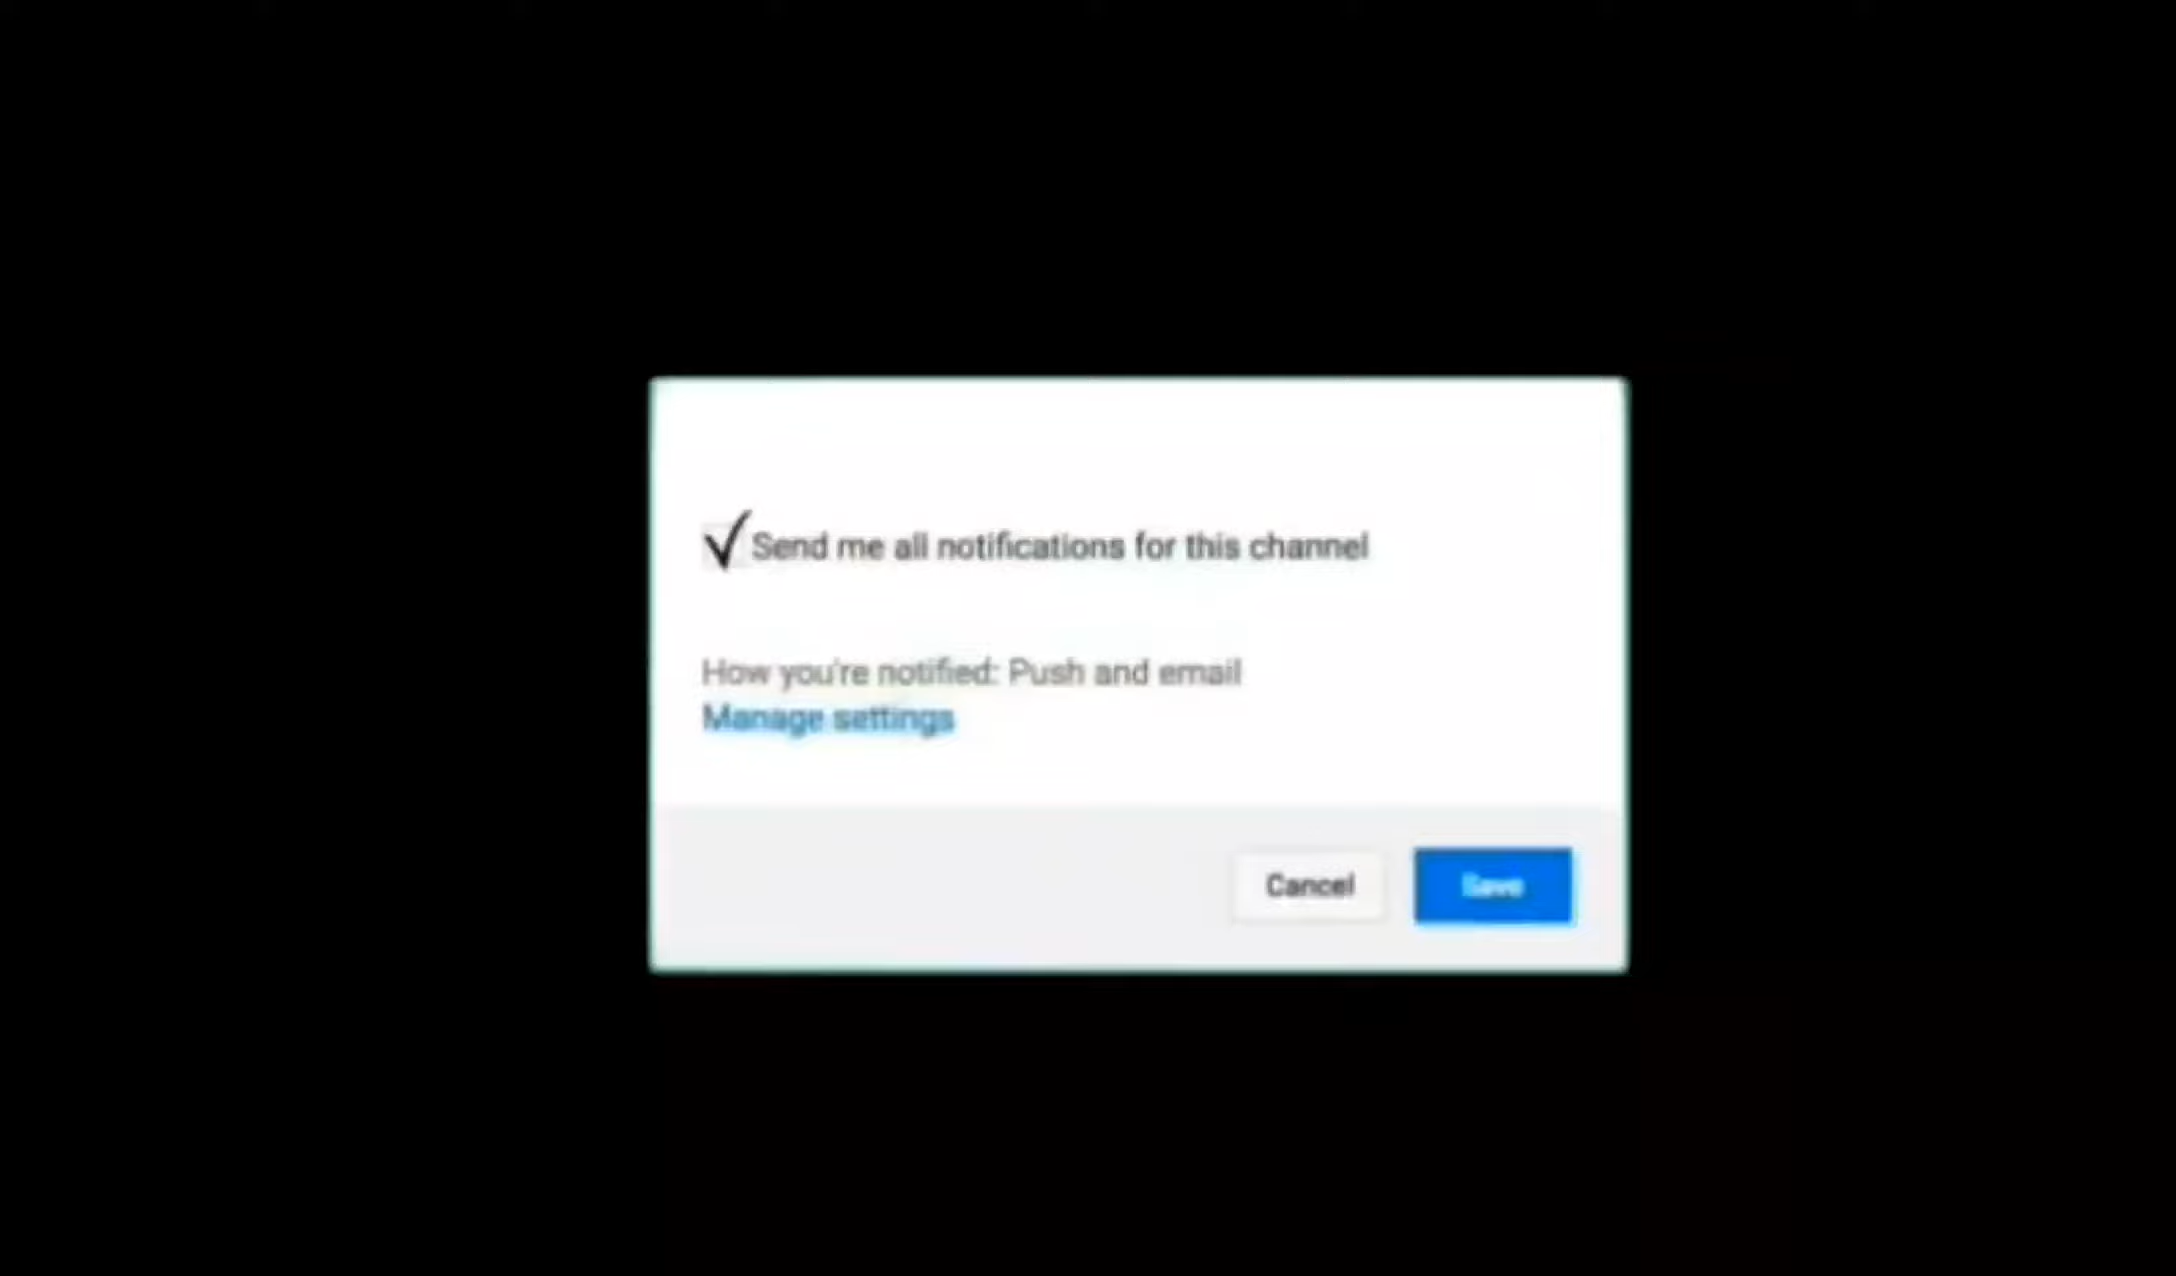 Send me all notifications for this channel
How you're notified: Push and email
Manage settings
Cancel
Save